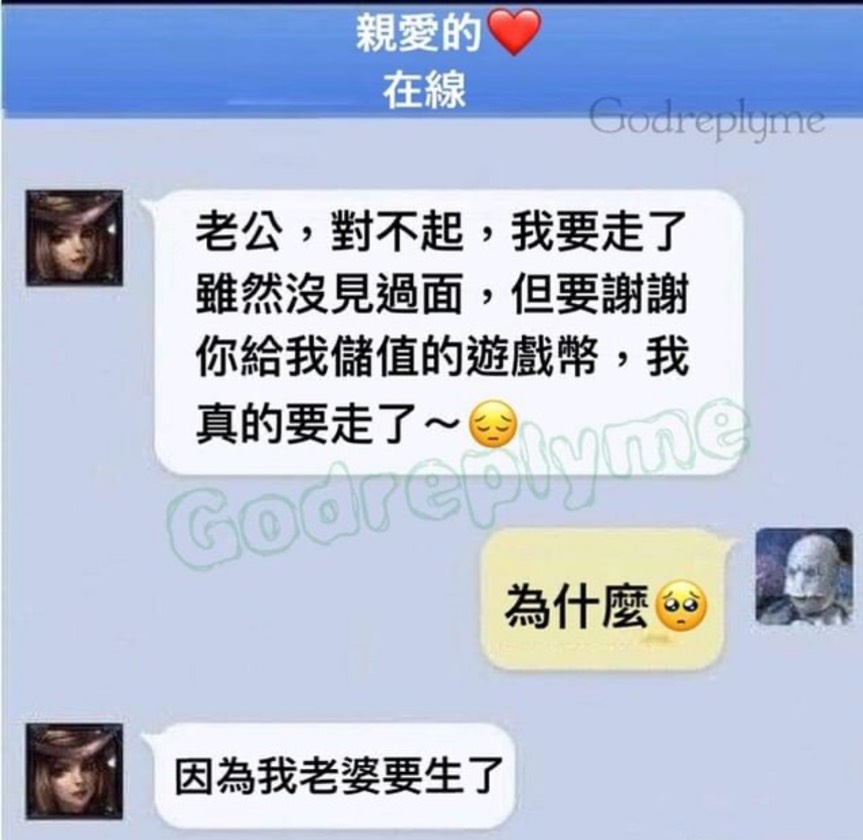 親愛的❤️
在線
Godreplyme
老公，對不起，我要走了
雖然沒見過面，但要謝謝
你給我儲值的遊戲幣，我
真的要走了～😔
Godreplyme
為什麼🥺
因為我老婆要生了